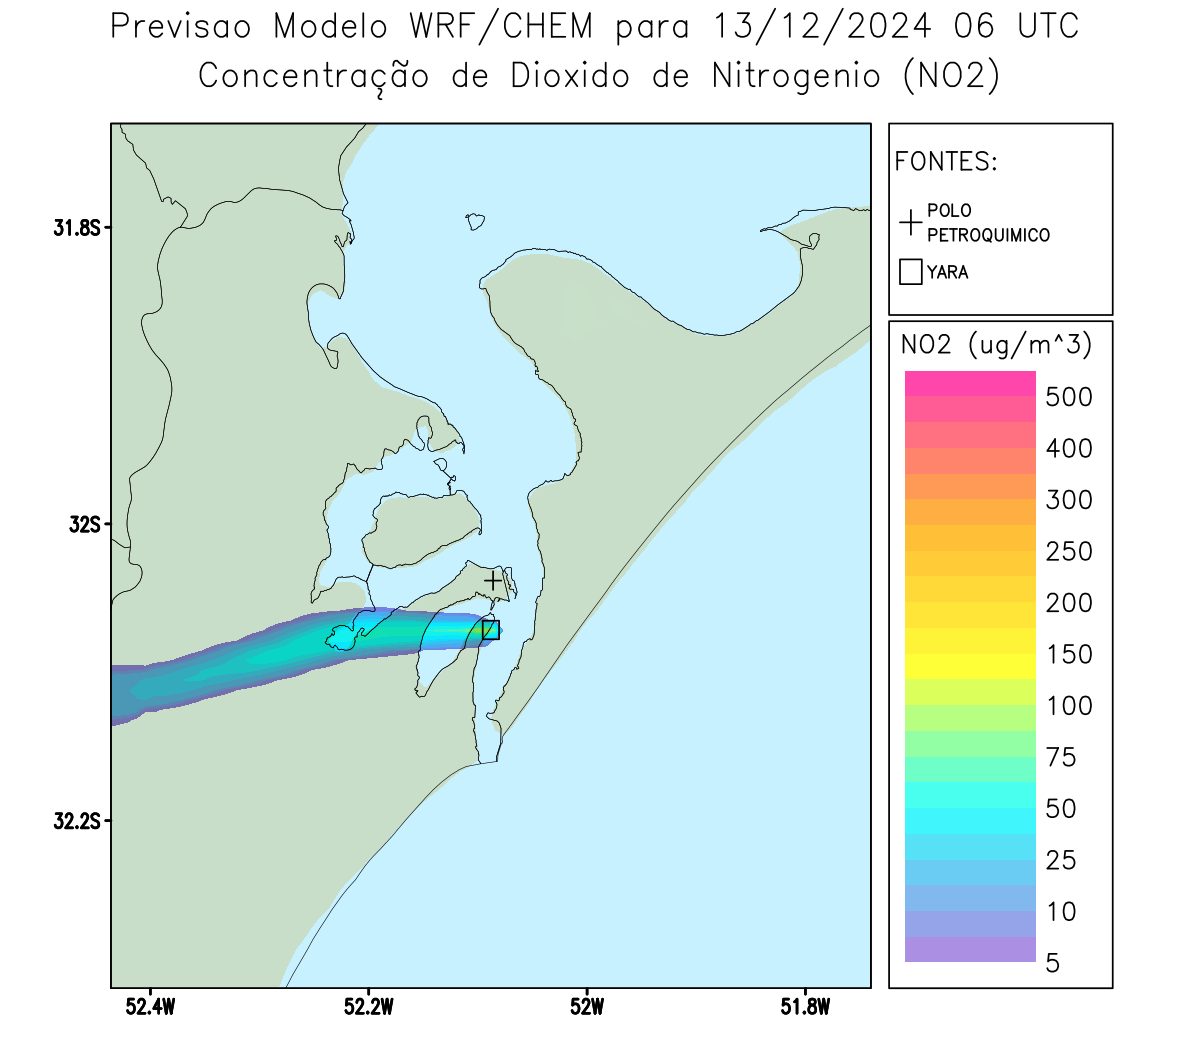 Previsao Modelo WRF/CHEM para 13/12/2024 06 UTC
Concentração de Dioxido de Nitrogenio (NO2)
FONTES:
POLO
PETROQUIMICO
YARA
NO2 (ug/m^3)
500
400
300
250
200
150
100
75
50
25
10
5
31.8S
32S
32.2S
52.4W
52.2W
52W
51.8W